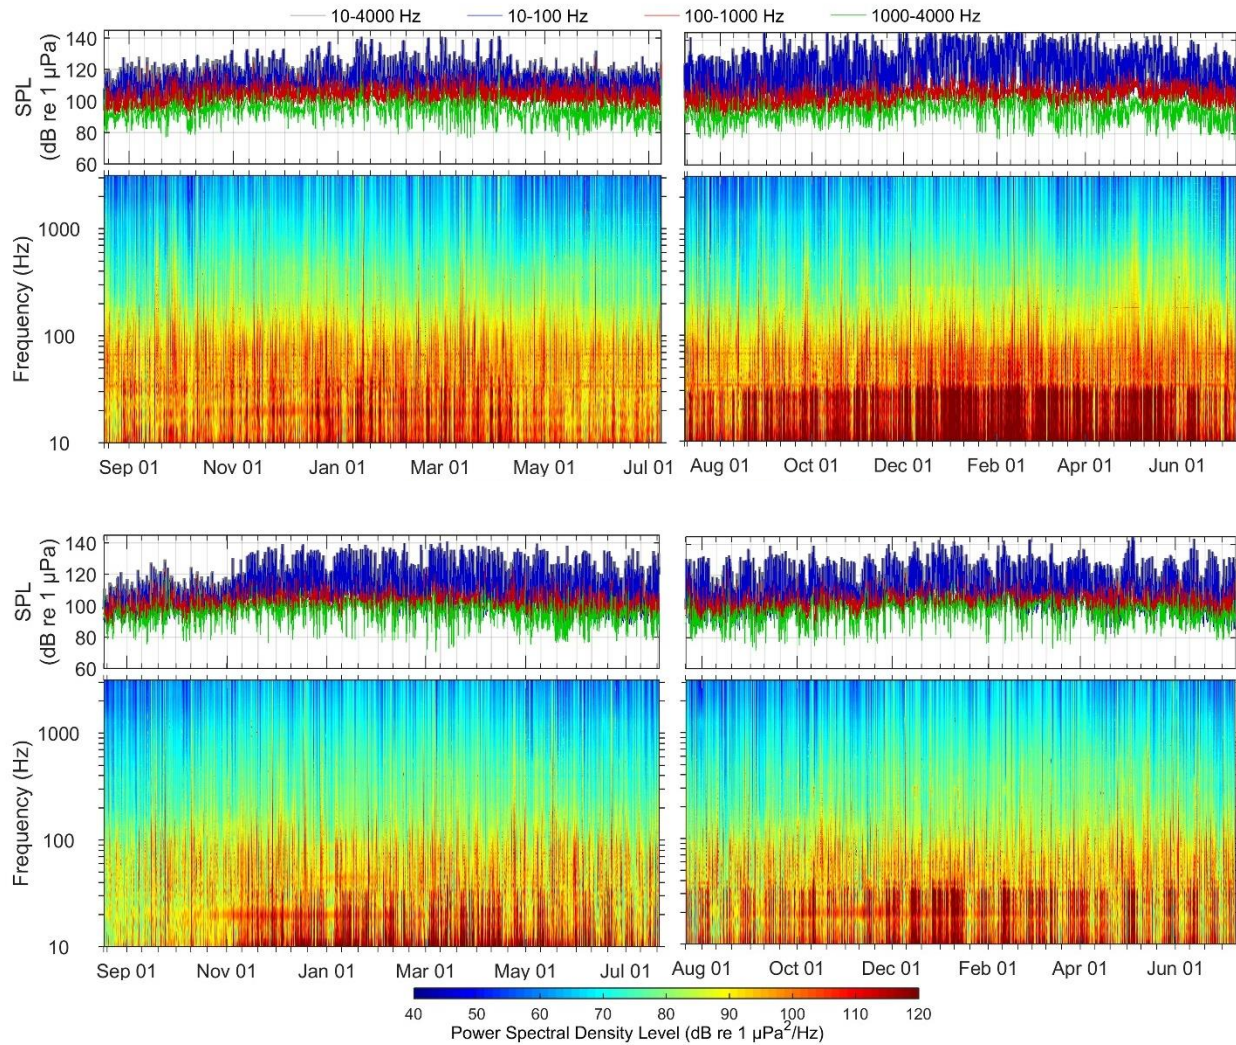 10-4000 Hz 10-100 Hz 100-1000 Hz 1000-4000 Hz
SPL
(dB re 1 µPa)
140
120
100
80
60
Frequency (Hz)
1000
100
10
Sep 01 Nov 01 Jan 01 Mar 01 May 01 Jul 01
Aug 01 Oct 01 Dec 01 Feb 01 Apr 01 Jun 01
SPL
(dB re 1 µPa)
140
120
100
80
60
Frequency (Hz)
1000
100
10
Sep 01 Nov 01 Jan 01 Mar 01 May 01 Jul 01
Aug 01 Oct 01 Dec 01 Feb 01 Apr 01 Jun 01
40 50 60 70 80 90 100 110 120
Power Spectral Density Level (dB re 1 µPa²/Hz)